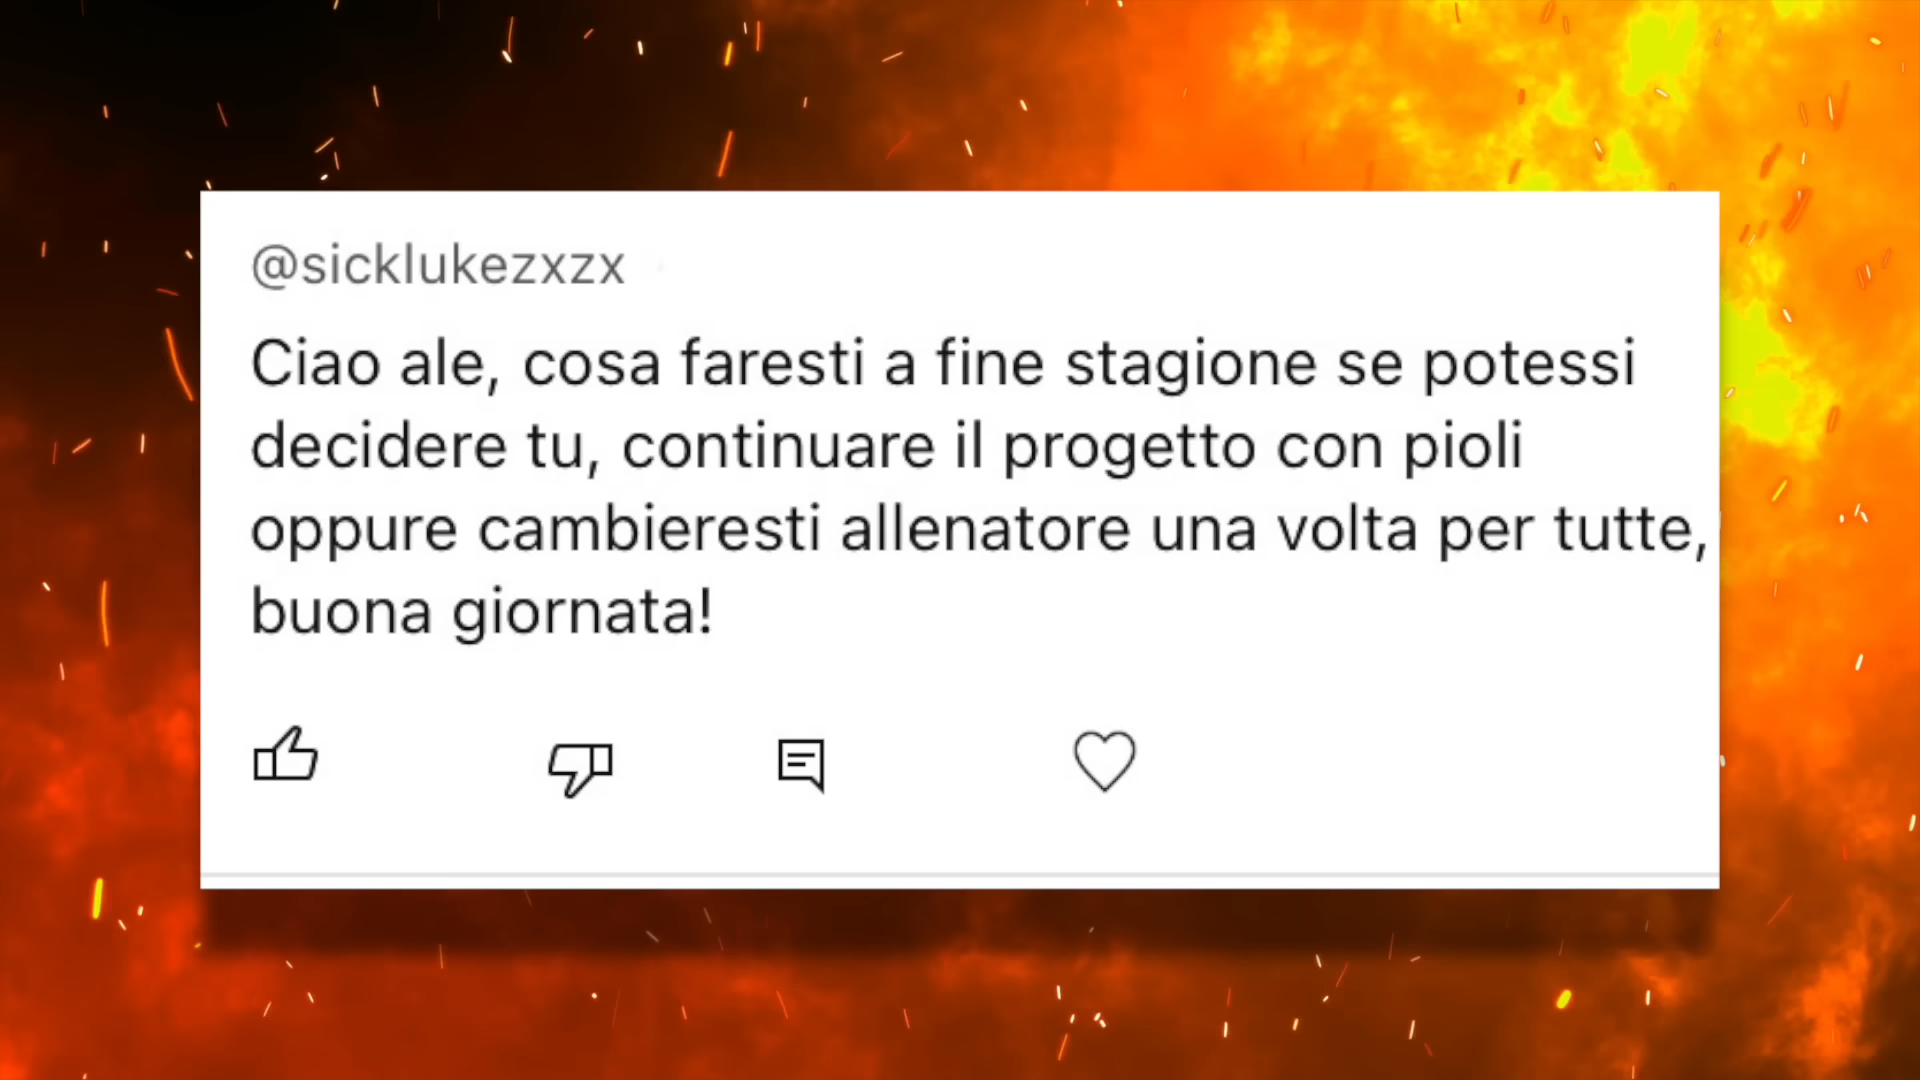 @sicklukezxzx
Ciao ale, cosa faresti a fine stagione se potessi
decidere tu, continuare il progetto con pioli
oppure cambieresti allenatore una volta per tutte,
buona giornata!